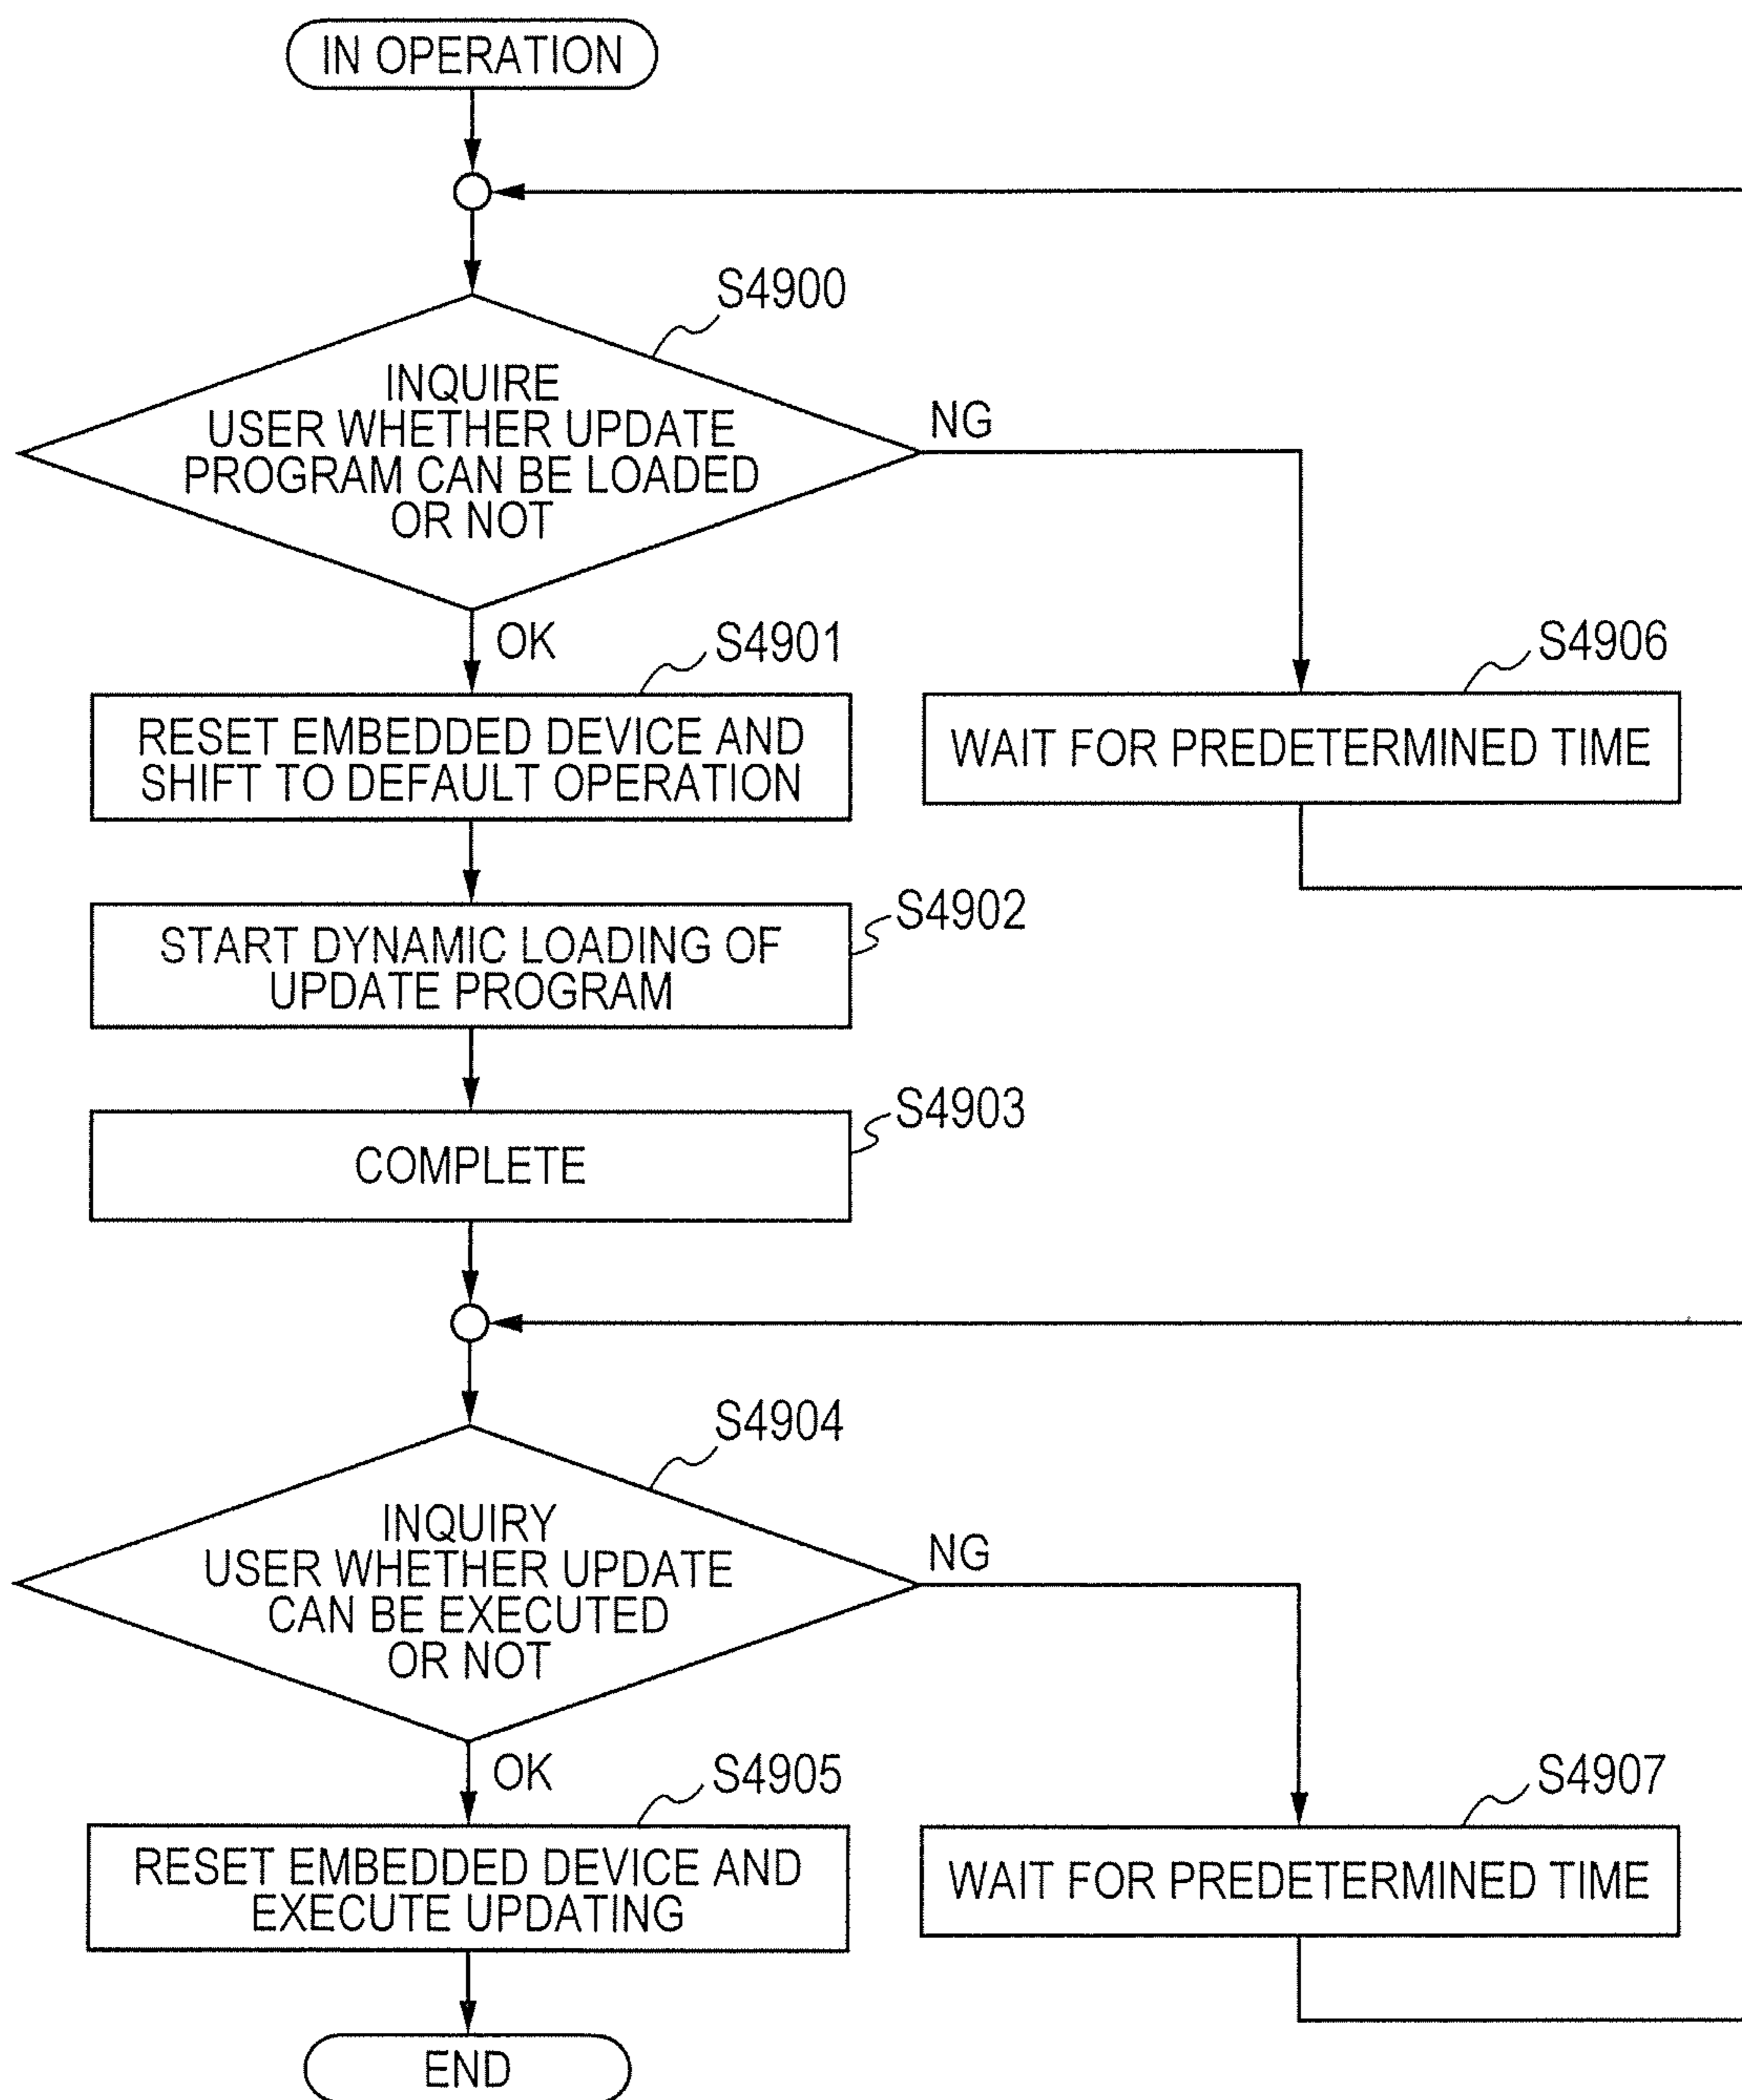 IN OPERATION
S4900
INQUIRE
USER WHETHER UPDATE
PROGRAM CAN BE LOADED
OR NOT
NG
OK
S4901
RESET EMBEDDED DEVICE AND
SHIFT TO DEFAULT OPERATION
S4906
WAIT FOR PREDETERMINED TIME
S4902
START DYNAMIC LOADING OF
UPDATE PROGRAM
S4903
COMPLETE
S4904
INQUIRY
USER WHETHER UPDATE
CAN BE EXECUTED
OR NOT
NG
OK
S4905
RESET EMBEDDED DEVICE AND
EXECUTE UPDATING
S4907
WAIT FOR PREDETERMINED TIME
END